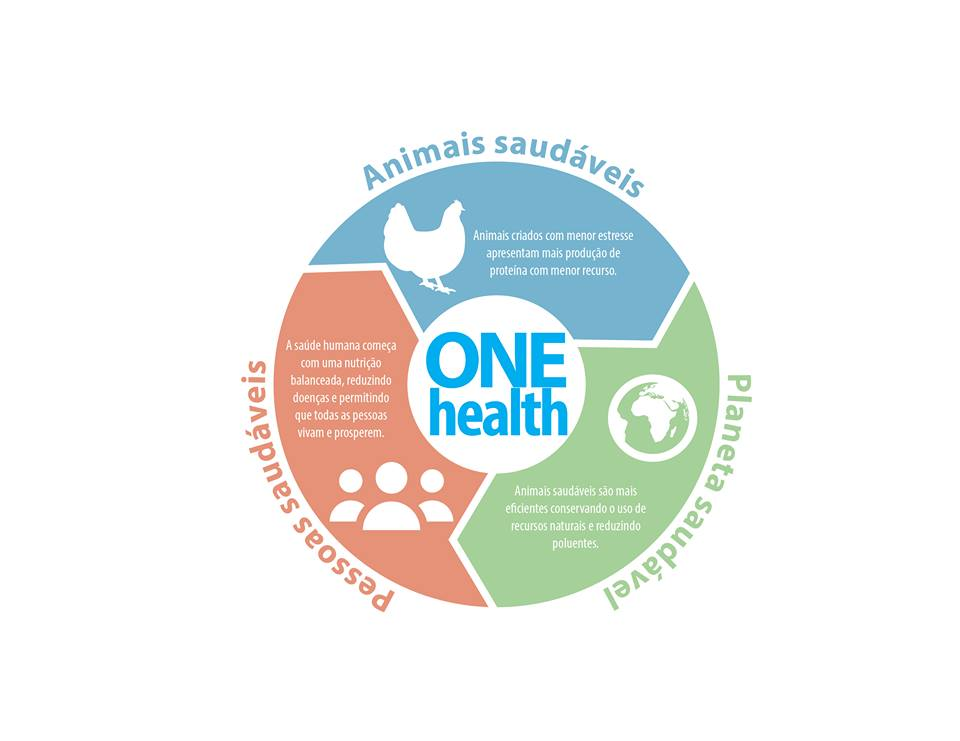 Animais saudáveis
Animais criados com menor estresse
apresentam mais produção de
proteína com menor recurso.
ONE
health
Planeta saudável
Animais saudáveis são mais
eficientes conservando o uso de
recursos naturais e reduzindo
poluentes.
Pessoas saudáveis
A saúde humana começa
com uma nutrição
balanceada, reduzindo
doenças e permitindo
que todas as pessoas
vivam e prosperem.